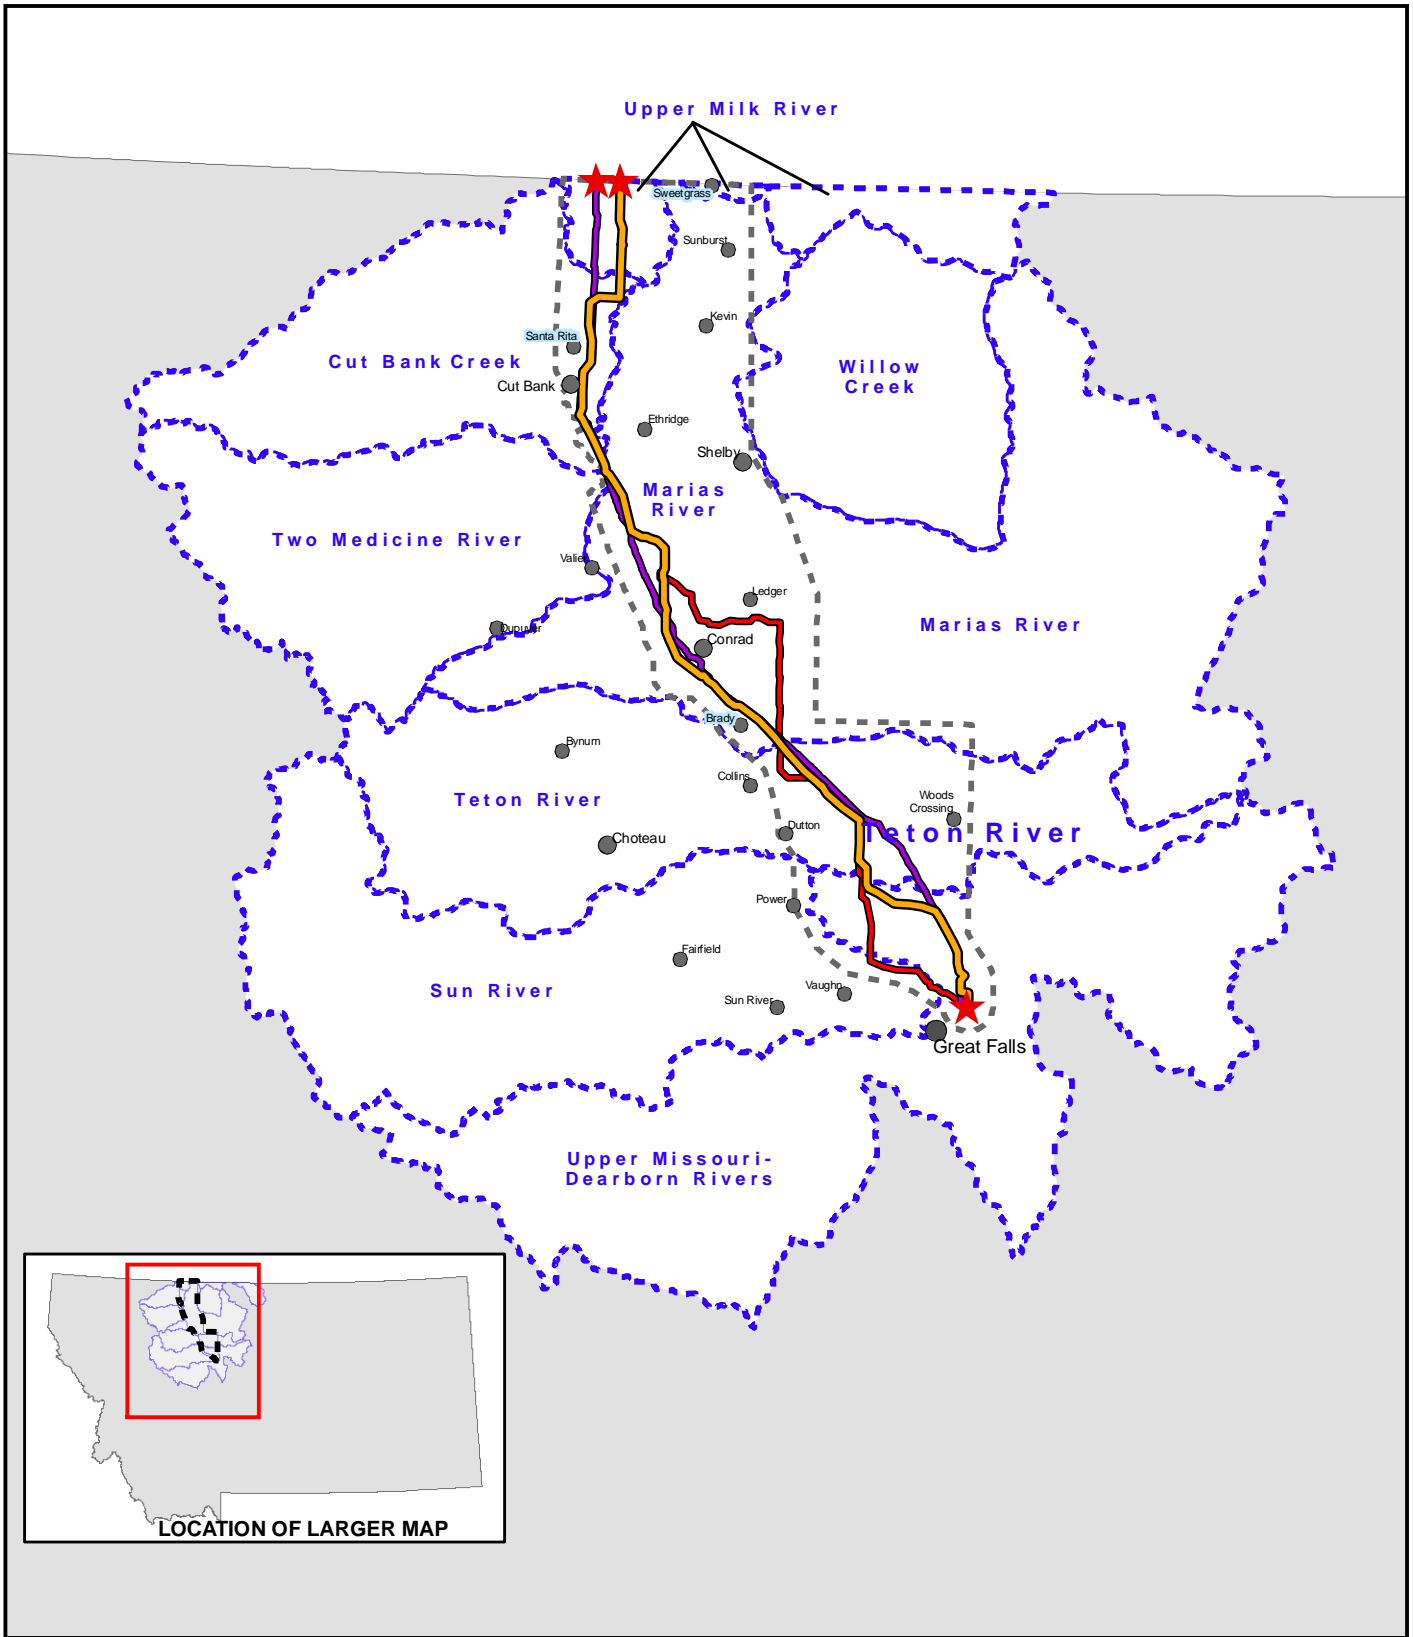 Upper Milk River
Sweetgrass
Sunburst
Kevin
Santa Rita
Cut Bank Creek
Willow
Creek
Cut Bank
Ethridge
Shelby
Marias
River
Two Medicine River
Valier
Ledger
Dupuyer
Marias River
Conrad
Brady
Bynum
Collins
Teton River
Woods
Crossing
Dutton
Teton River
Choteau
Power
Fairfield
Sun River
Vaughn
Sun River
Great Falls
Upper Missouri-
Dearborn Rivers
LOCATION OF LARGER MAP